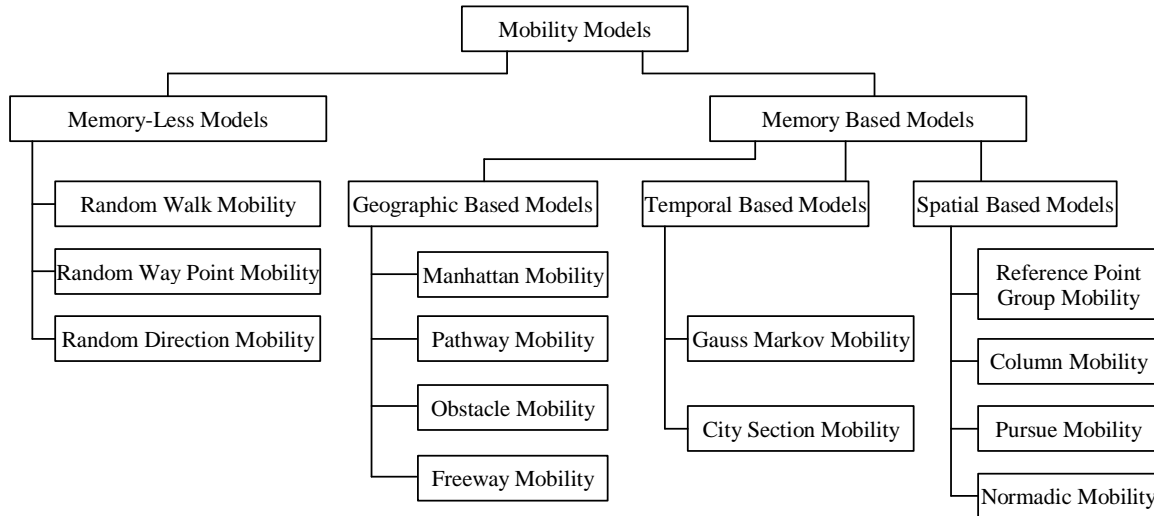 Mobility Models
Memory-Less Models
Memory Based Models
Random Walk Mobility
Random Way Point Mobility
Random Direction Mobility
Geographic Based Models
Manhattan Mobility
Pathway Mobility
Obstacle Mobility
Freeway Mobility
Temporal Based Models
Gauss Markov Mobility
City Section Mobility
Spatial Based Models
Reference Point
Group Mobility
Column Mobility
Pursue Mobility
Normadic Mobility